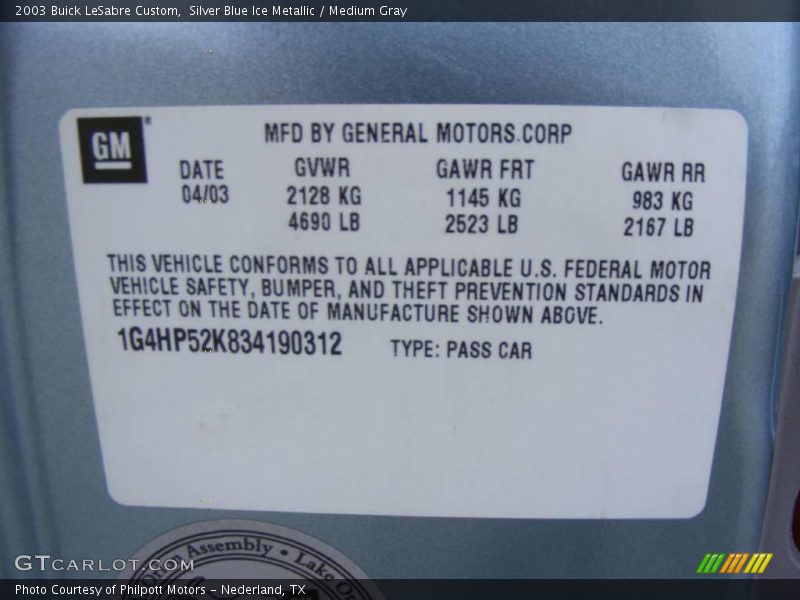 2003 Buick LeSabre Custom, Silver Blue Ice Metallic / Medium Gray
GM®
MFD BY GENERAL MOTORS CORP
DATE GVWR GAWR FRT GAWR RR
04/03 2128 KG 1145 KG 983 KG
4690 LB 2523 LB 2167 LB
THIS VEHICLE CONFORMS TO ALL APPLICABLE U.S. FEDERAL MOTOR
VEHICLE SAFETY, BUMPER, AND THEFT PREVENTION STANDARDS IN
EFFECT ON THE DATE OF MANUFACTURE SHOWN ABOVE.
1G4HP52K834190312 TYPE: PASS CAR
Assembly • Lake
GTcarlot.com
Photo Courtesy of Philpott Motors - Nederland, TX